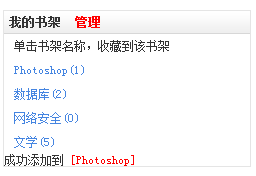 我的书架 管理
单击书架名称，收藏到该书架
Photoshop(1)
数据库(2)
网络安全(0)
文学(5)
成功添加到 [Photoshop]